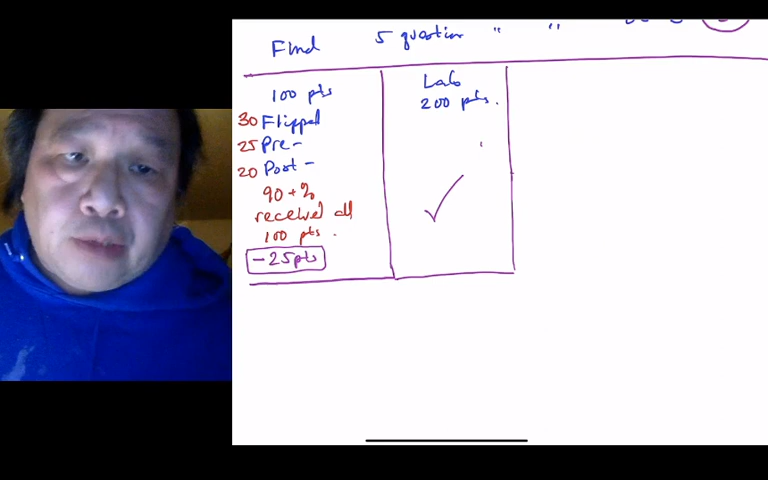 Final 5 question " "
100 pts
30 Flipped
25 Pre-
20 Post -
90+%
received all
100 pts.
-25pts
Lab
200 pts.